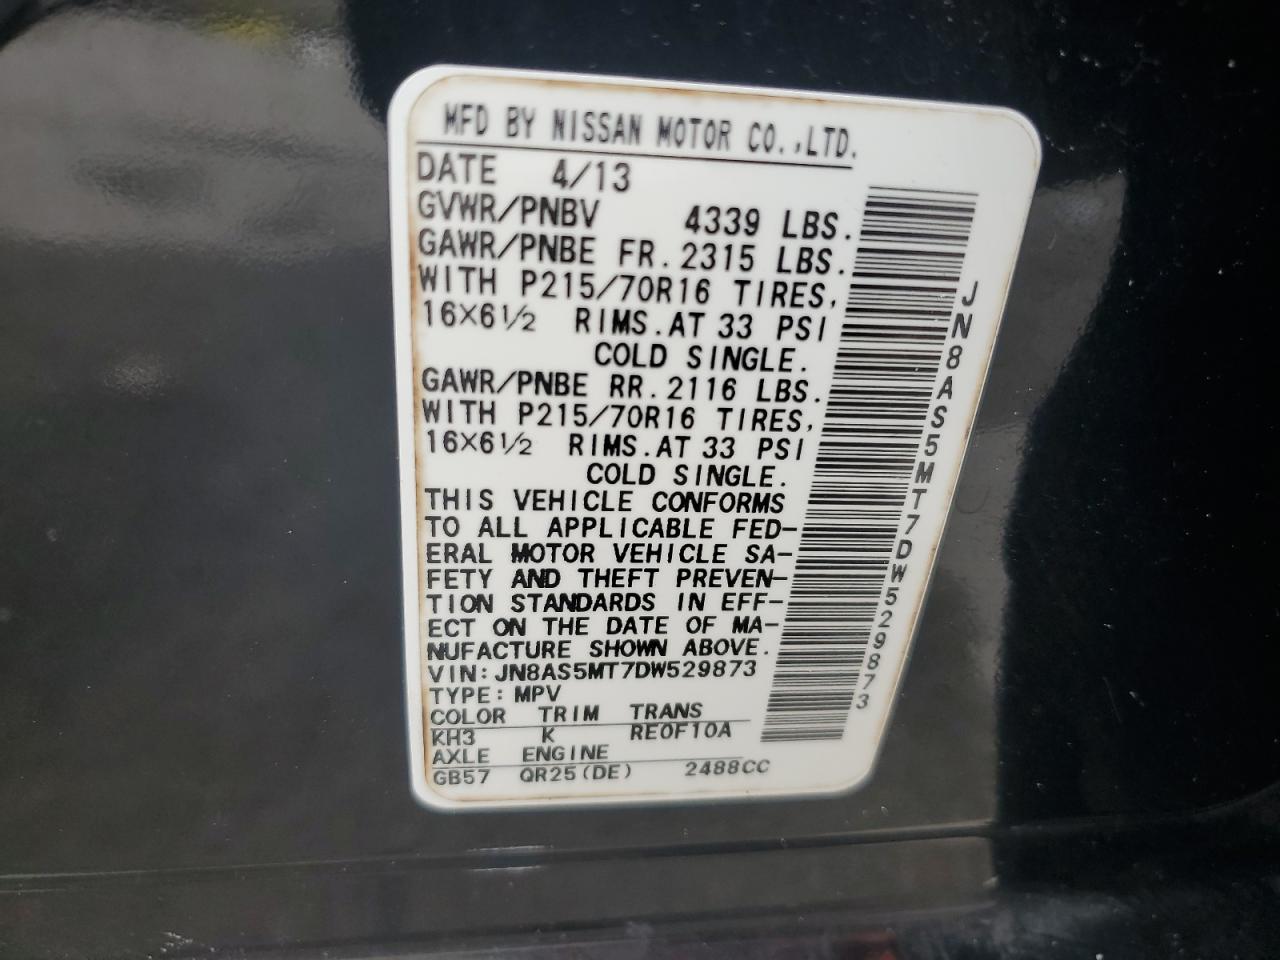 MFD BY NISSAN MOTOR CO.,LTD.
DATE 4/13
GVWR/PNBV 4339 LBS.
GAWR/PNBE FR.2315 LBS.
WITH P215/70R16 TIRES,
16×6½ RIMS.AT 33 PSI
COLD SINGLE.
GAWR/PNBE RR.2116 LBS.
WITH P215/70R16 TIRES,
16×6½ RIMS.AT 33 PSI
COLD SINGLE.
THIS VEHICLE CONFORMS
TO ALL APPLICABLE FED-
ERAL MOTOR VEHICLE SA-
FETY AND THEFT PREVEN-
TION STANDARDS IN EFF-
ECT ON THE DATE OF MA-
NUFACTURE SHOWN ABOVE.
VIN:JN8AS5MT7DW529873
TYPE:MPV
COLOR TRIM TRANS
KH3 K RE0F10A
AXLE ENGINE
GB57 QR25(DE) 2488CC
JN8AS5MT7DW529873